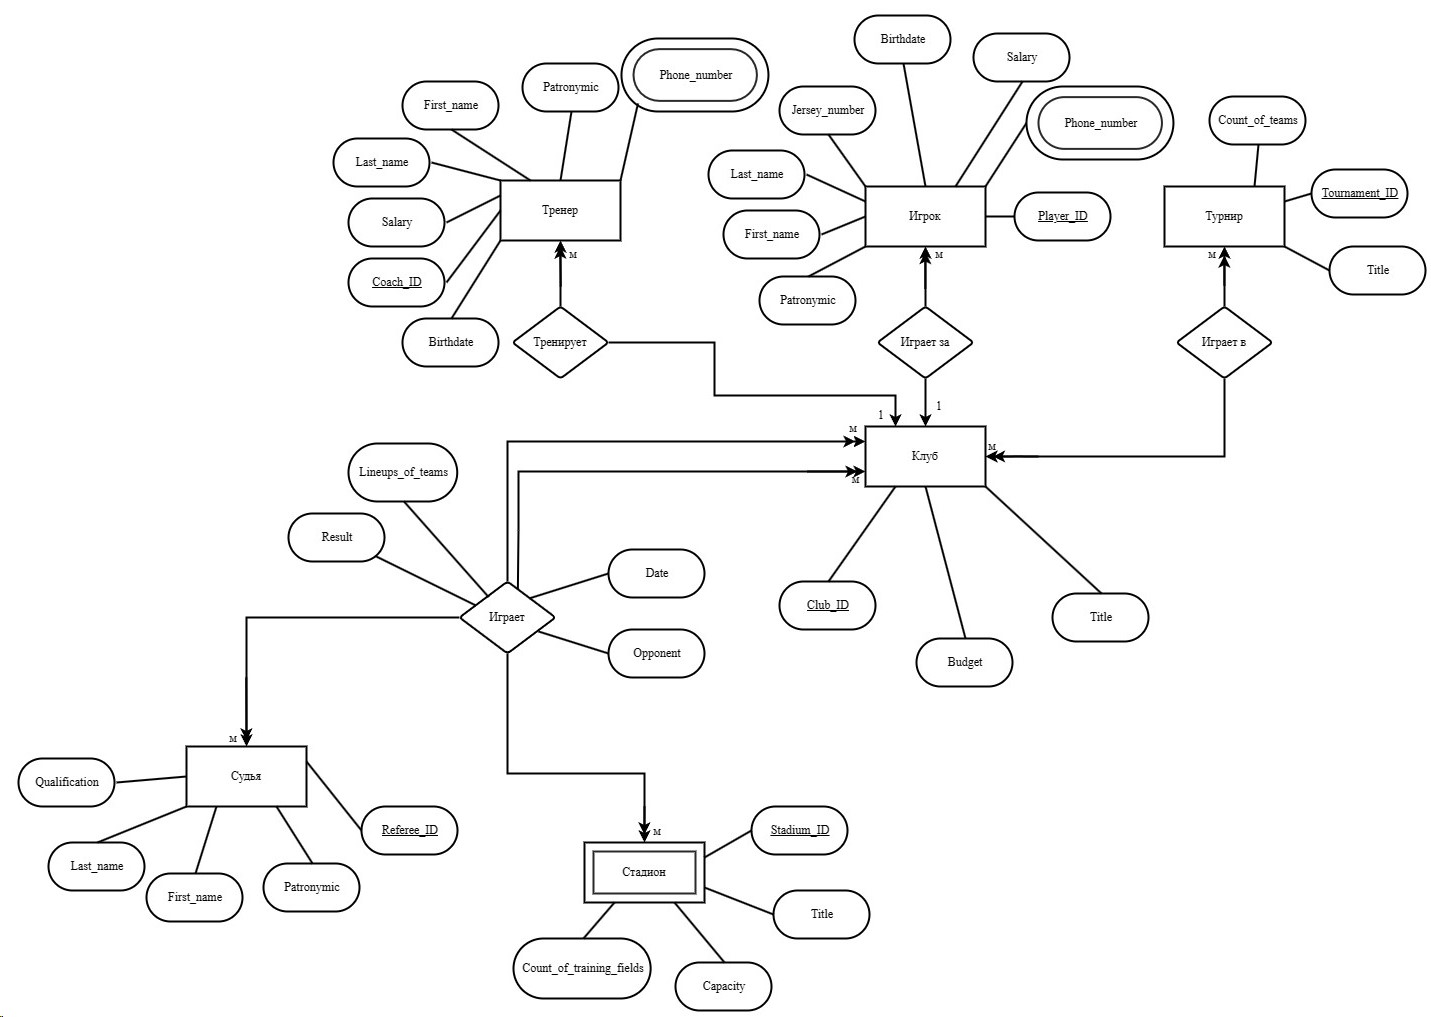 Birthdate
Salary
Phone_number
Patronymic
First_name
Jersey_number
Phone_number
Count_of_teams
Last_name
Last_name
Тренер
Игрок
Player_ID
Турнир
Tournament_ID
Salary
First_name
Coach_ID
Patronymic
Title
м
м
м
Birthdate
Тренирует
Играет за
Играет в
1
1
м
м
м
Клуб
Lineups_of_teams
Result
Date
Играет
Opponent
Club_ID
Title
Budget
м
Судья
Qualification
Referee_ID
Last_name
First_name
Patronymic
м
Стадион
Stadium_ID
Title
Count_of_training_fields
Capacity